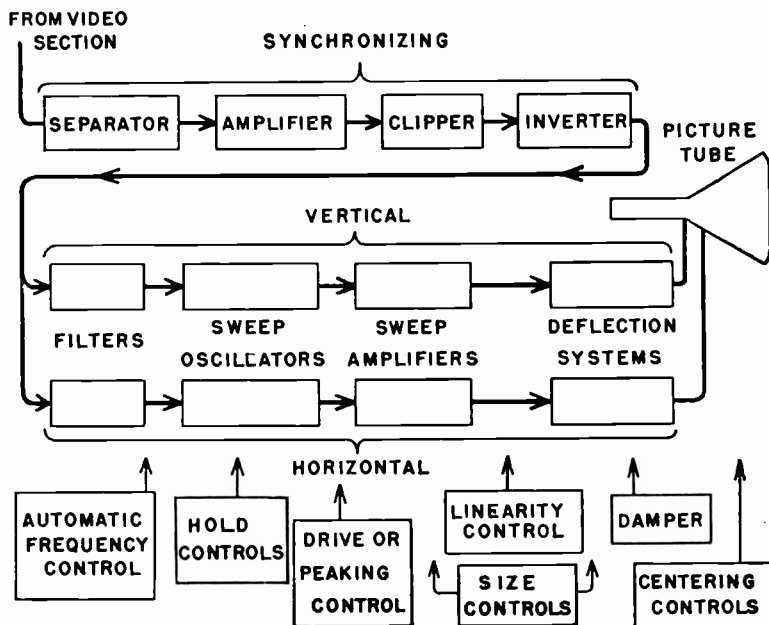 FROM VIDEO
SECTION
SYNCHRONIZING
SEPARATOR
AMPLIFIER
CLIPPER
INVERTER
PICTURE
TUBE
VERTICAL
FILTERS
SWEEP
OSCILLATORS
SWEEP
AMPLIFIERS
DEFLECTION
SYSTEMS
HORIZONTAL
AUTOMATIC
FREQUENCY
CONTROL
HOLD
CONTROLS
DRIVE OR
PEAKING
CONTROL
LINEARITY
CONTROL
SIZE
CONTROLS
DAMPER
CENTERING
CONTROLS